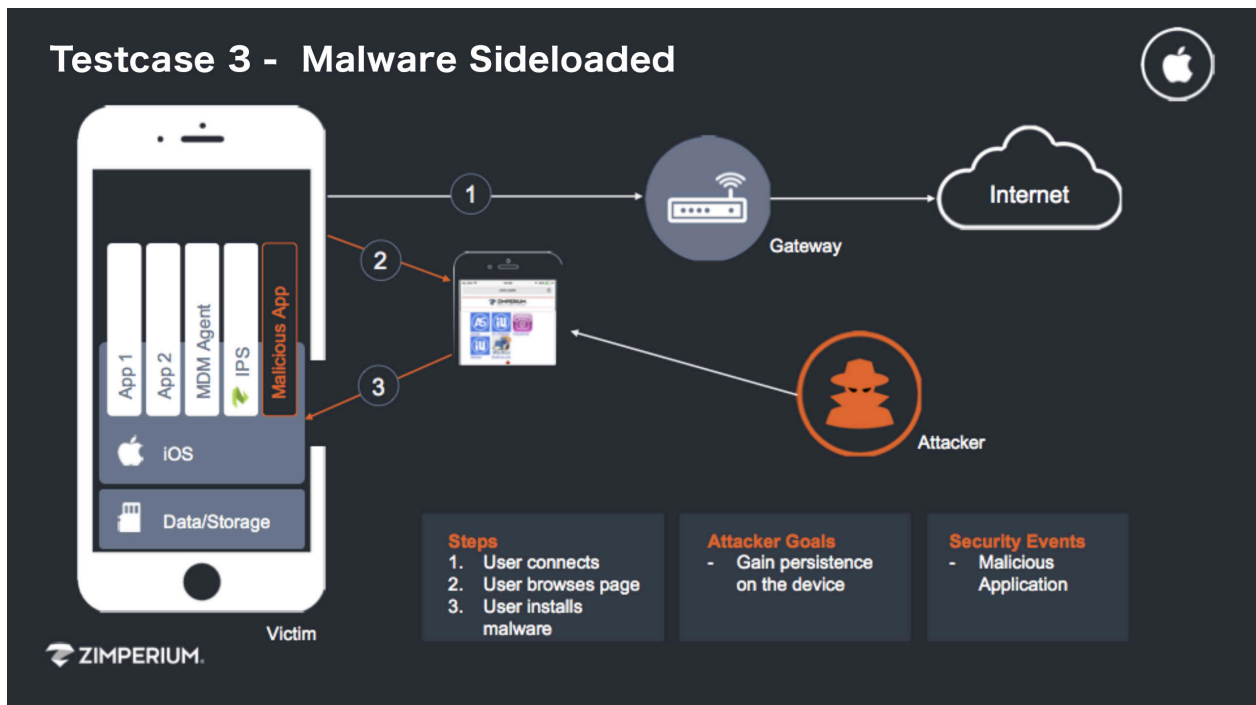 Testcase 3 - Malware Sideloaded
1
Internet
Gateway
2
ZIMPERIUM
App 1
App 2
MDM Agent
IPS
Malicious App
3
iOS
Attacker
Data/Storage
Victim
Steps
1. User connects
2. User browses page
3. User installs
malware
Attacker Goals
- Gain persistence
on the device
Security Events
- Malicious
Application
ZIMPERIUM.